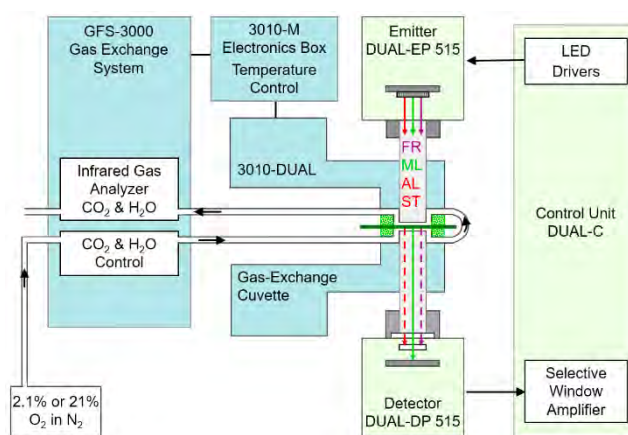 GFS-3000
Gas Exchange
System
3010-M
Electronics Box
Temperature
Control
Emitter
DUAL-EP 515
LED
Drivers
3010-DUAL
FR
ML
AL
ST
Infrared Gas
Analyzer
CO₂ & H₂O
CO₂ & H₂O
Control
Control Unit
DUAL-C
Gas-Exchange
Cuvette
2.1% or 21%
O₂ in N₂
Detector
DUAL-DP 515
Selective
Window
Amplifier